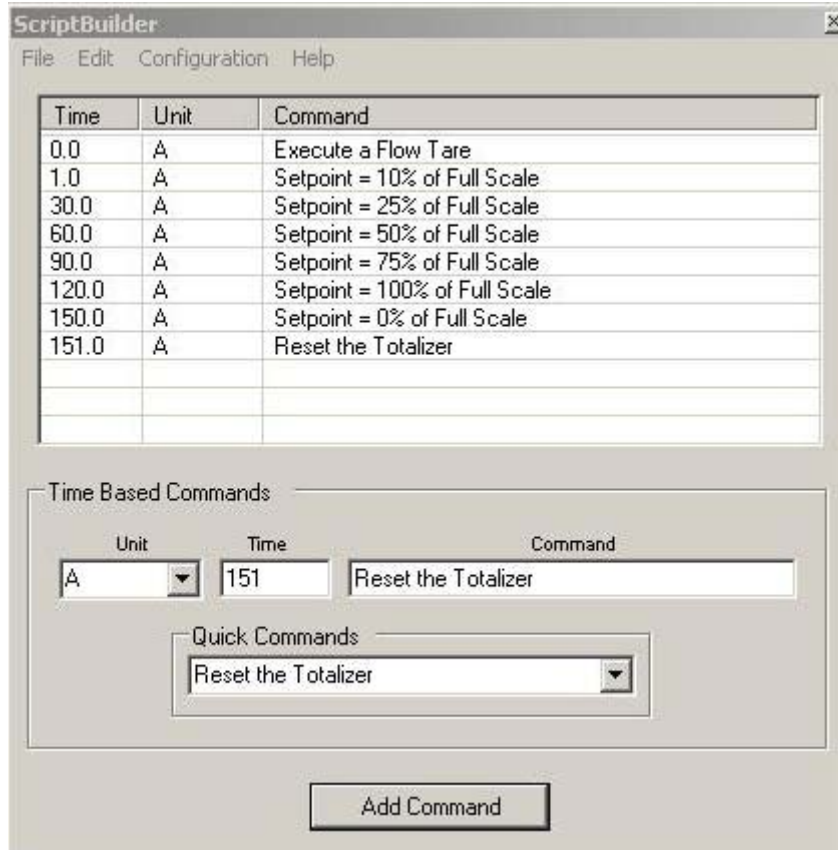 ScriptBuilder
File Edit Configuration Help
Time Unit Command
0.0 A Execute a Flow Tare
1.0 A Setpoint = 10% of Full Scale
30.0 A Setpoint = 25% of Full Scale
60.0 A Setpoint = 50% of Full Scale
90.0 A Setpoint = 75% of Full Scale
120.0 A Setpoint = 100% of Full Scale
150.0 A Setpoint = 0% of Full Scale
151.0 A Reset the Totalizer
Time Based Commands
Unit Time Command
A 151 Reset the Totalizer
Quick Commands
Reset the Totalizer
Add Command